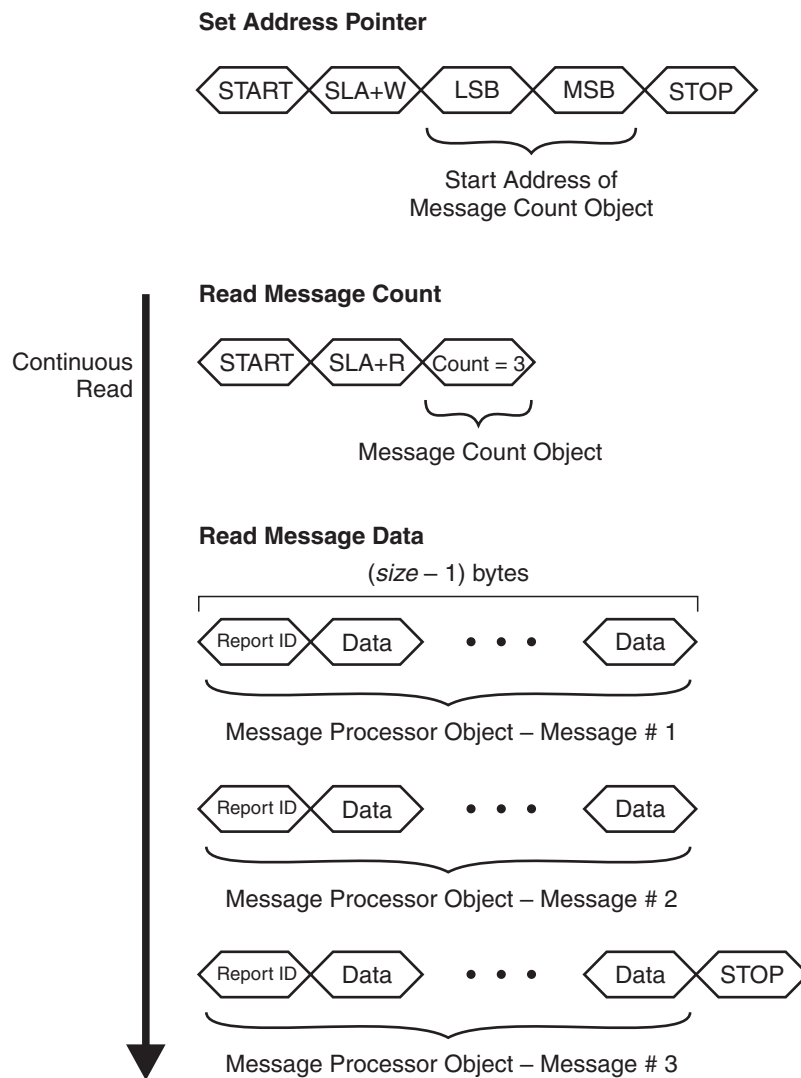 Set Address Pointer
START SLA+W LSB MSB STOP
Start Address of
Message Count Object
Read Message Count
Continuous
Read
START SLA+R Count = 3
Message Count Object
Read Message Data
(size – 1) bytes
Report ID Data • • • Data
Message Processor Object – Message # 1
Report ID Data • • • Data
Message Processor Object – Message # 2
Report ID Data • • • Data STOP
Message Processor Object – Message # 3